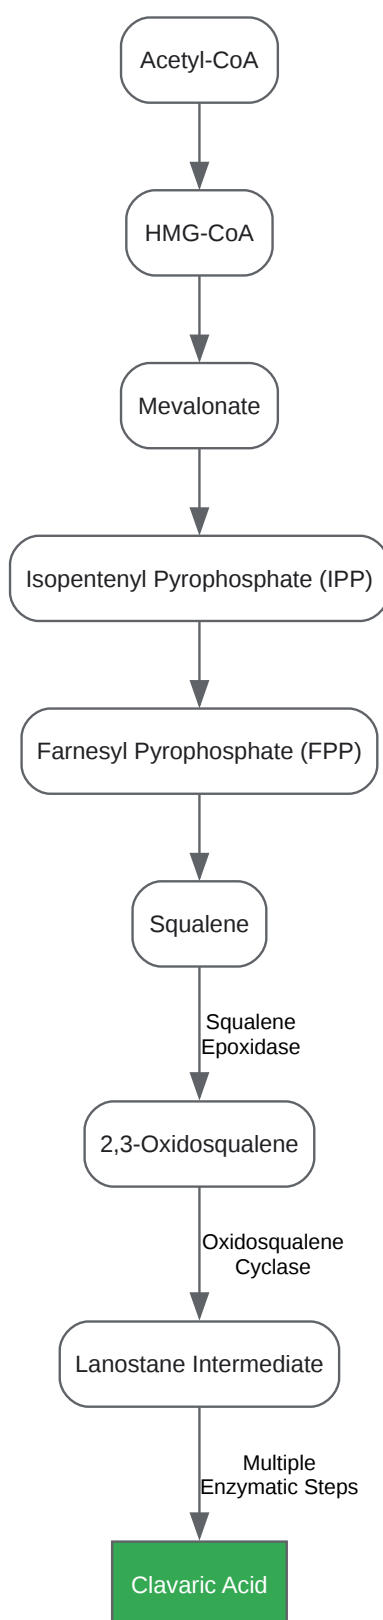 Acetyl-CoA
HMG-CoA
Mevalonate
Isopentenyl Pyrophosphate (IPP)
Farnesyl Pyrophosphate (FPP)
Squalene
Squalene
Epoxidase
2,3-Oxidosqualene
Oxidosqualene
Cyclase
Lanostane Intermediate
Multiple
Enzymatic Steps
Clavaric Acid